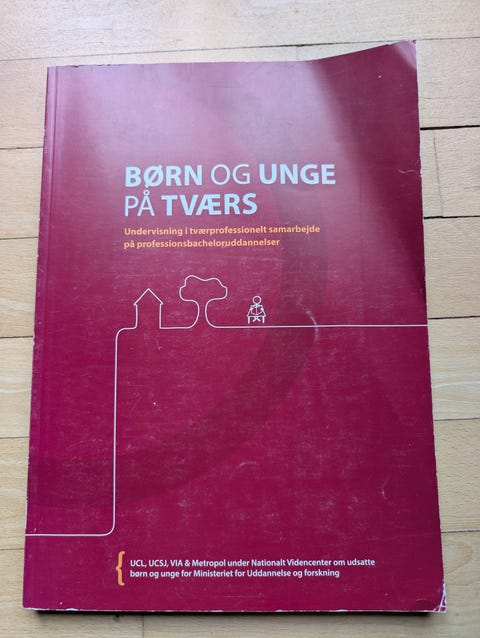 BØRN OG UNGE
PÅ TVÆRS
Undervisning i tværprofessionelt samarbejde
på professionsbacheloruddannelser
UCL, UCSJ, VIA & Metropol under Nationalt Videncenter om udsatte
børn og unge for Ministeriet for Uddannelse og forskning